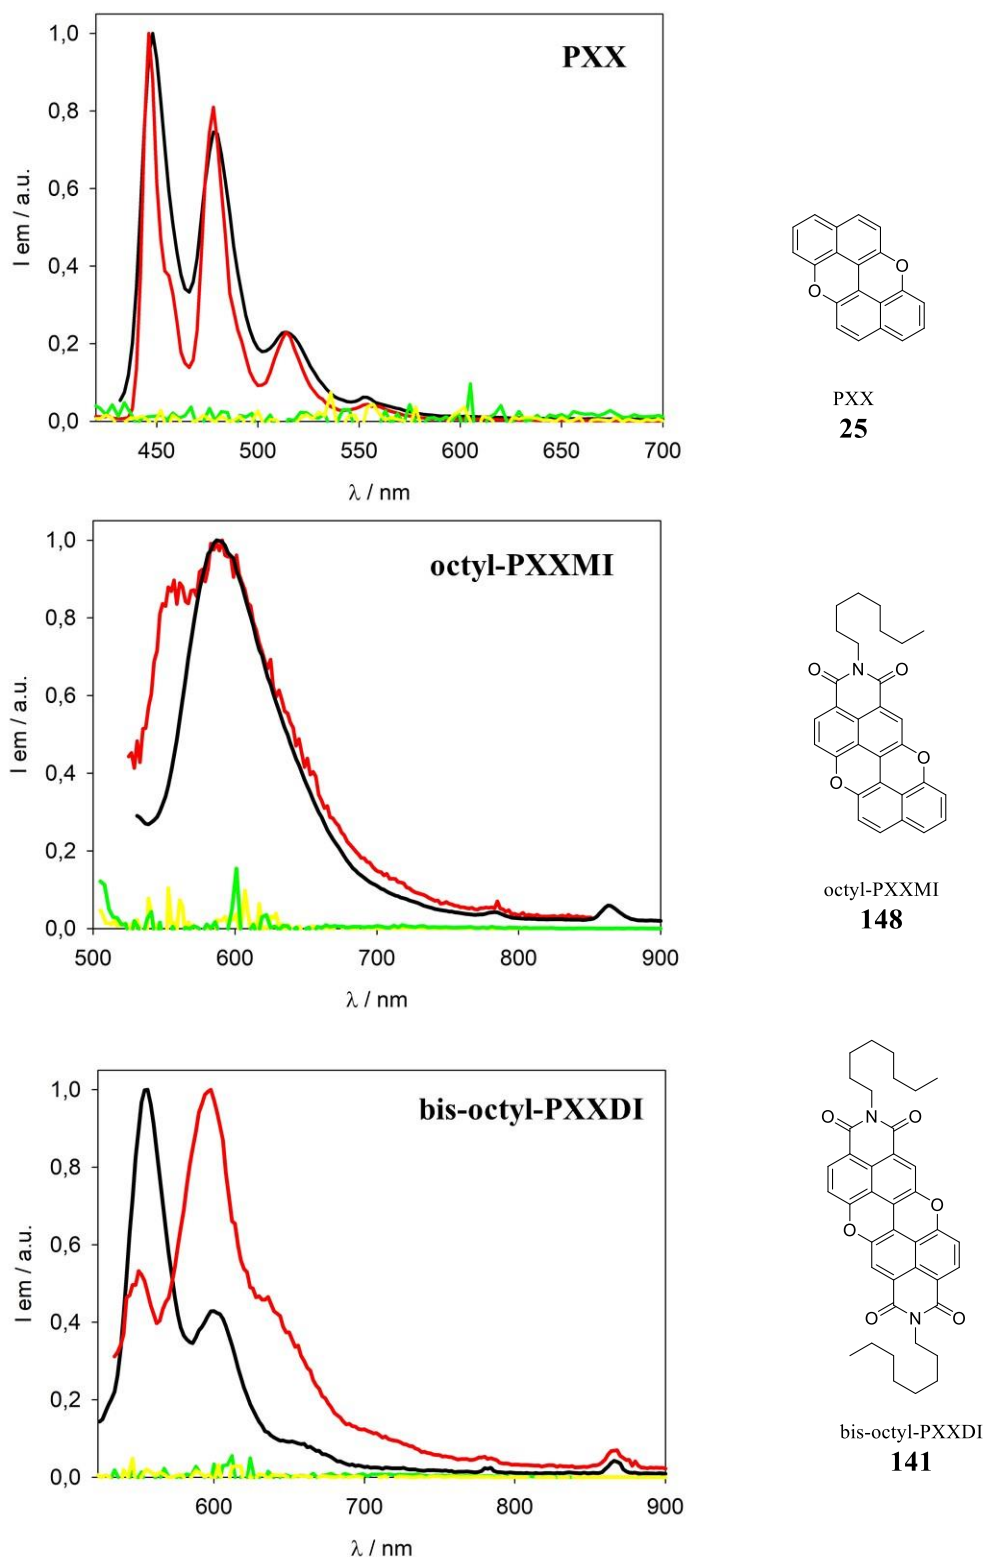 PXX
1,0
0,8
0,6
0,4
0,2
0,0
I em / a.u.
450 500 550 600 650 700
λ / nm
O
O
PXX
25
octyl-PXXMI
1,0
0,8
0,6
0,4
0,2
0,0
I em / a.u.
500 600 700 800 900
λ / nm
O N O
O
O
octyl-PXXMI
148
bis-octyl-PXXDI
1,0
0,8
0,6
0,4
0,2
0,0
I em / a.u.
600 700 800 900
λ / nm
O N O
O
O
O N O
bis-octyl-PXXDI
141